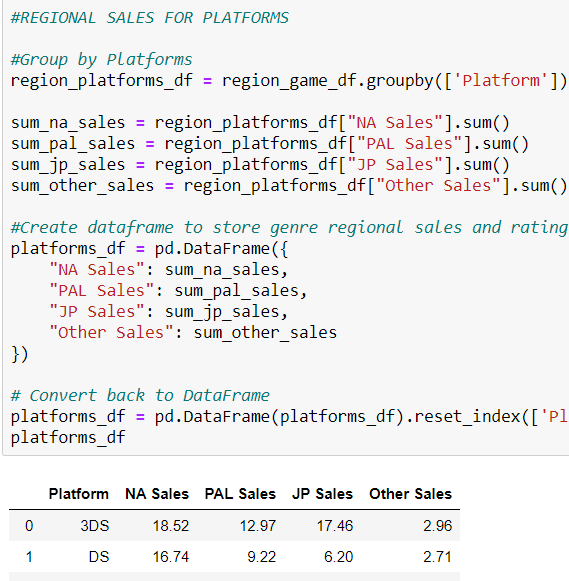 #REGIONAL SALES FOR PLATFORMS
#Group by Platforms
region_platforms_df = region_game_df.groupby(['Platform'])
sum_na_sales = region_platforms_df["NA Sales"].sum()
sum_pal_sales = region_platforms_df["PAL Sales"].sum()
sum_jp_sales = region_platforms_df["JP Sales"].sum()
sum_other_sales = region_platforms_df["Other Sales"].sum()
#Create dataframe to store genre regional sales and rating
platforms_df = pd.DataFrame({
    "NA Sales": sum_na_sales,
    "PAL Sales": sum_pal_sales,
    "JP Sales": sum_jp_sales,
    "Other Sales": sum_other_sales
})
# Convert back to DataFrame
platforms_df = pd.DataFrame(platforms_df).reset_index(['Pl
platforms_df
Platform NA Sales PAL Sales JP Sales Other Sales
0 3DS 18.52 12.97 17.46 2.96
1 DS 16.74 9.22 6.20 2.71